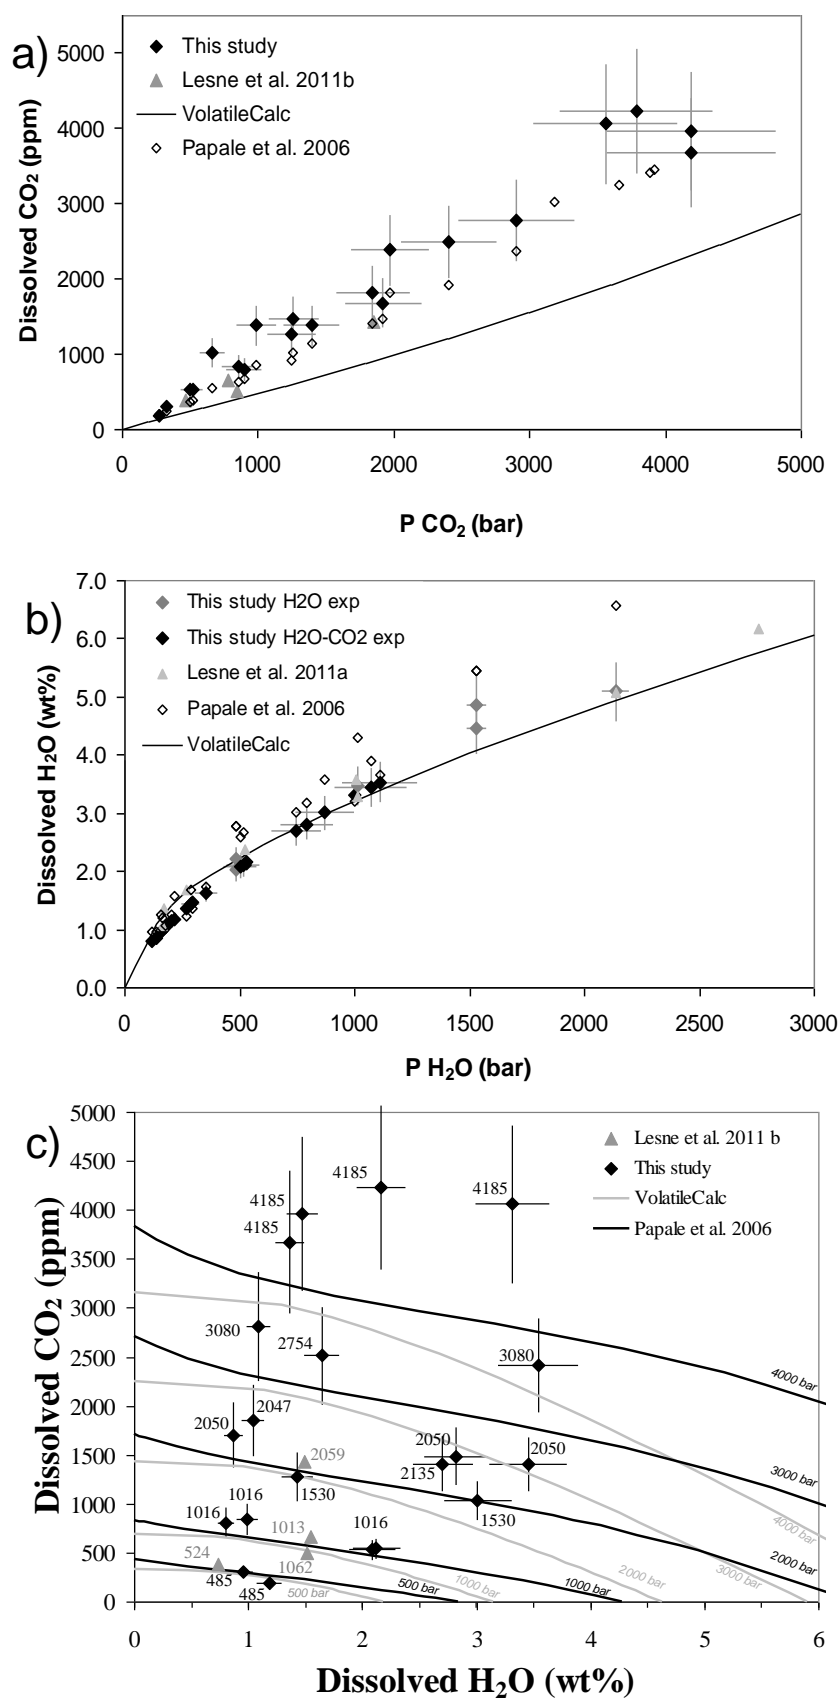 a)
Dissolved CO₂ (ppm)
5000
4000
3000
2000
1000
0
This study
Lesne et al. 2011b
VolatileCalc
Papale et al. 2006
0 1000 2000 3000 4000 5000
P CO₂ (bar)
b)
Dissolved H₂O (wt%)
7.0
6.0
5.0
4.0
3.0
2.0
1.0
0.0
This study H2O exp
This study H2O-CO2 exp
Lesne et al. 2011a
Papale et al. 2006
VolatileCalc
0 500 1000 1500 2000 2500 3000
P H₂O (bar)
c)
Dissolved CO₂ (ppm)
5000
4500
4000
3500
3000
2500
2000
1500
1000
500
0
Lesne et al. 2011 b
This study
VolatileCalc
Papale et al. 2006
4185
4185
4185
4185
3080
2754
3080
4000 bar
2050
2047
2059
2050
2050
2135
3000 bar
1530
1530
4000 bar
1016
1016
1013
1016
2000 bar
524
1062
485
485
500 bar
500 bar
1000 bar
1000 bar
2000 bar
3000 bar
0 1 2 3 4 5 6
Dissolved H₂O (wt%)